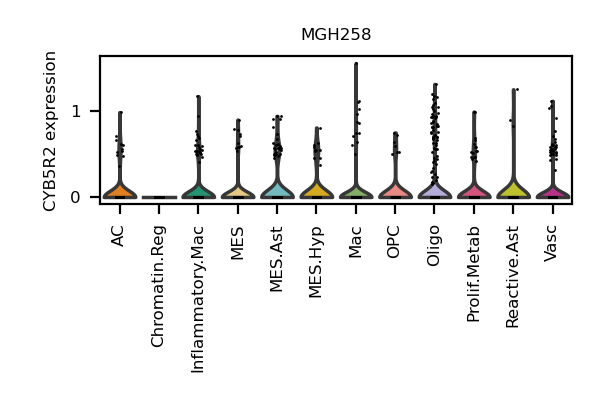 MGH258
CYB5R2 expression
1
0
AC
Chromatin.Reg
Inflammatory.Mac
MES
MES.Ast
MES.Hyp
Mac
OPC
Oligo
Prolif.Metab
Reactive.Ast
Vasc